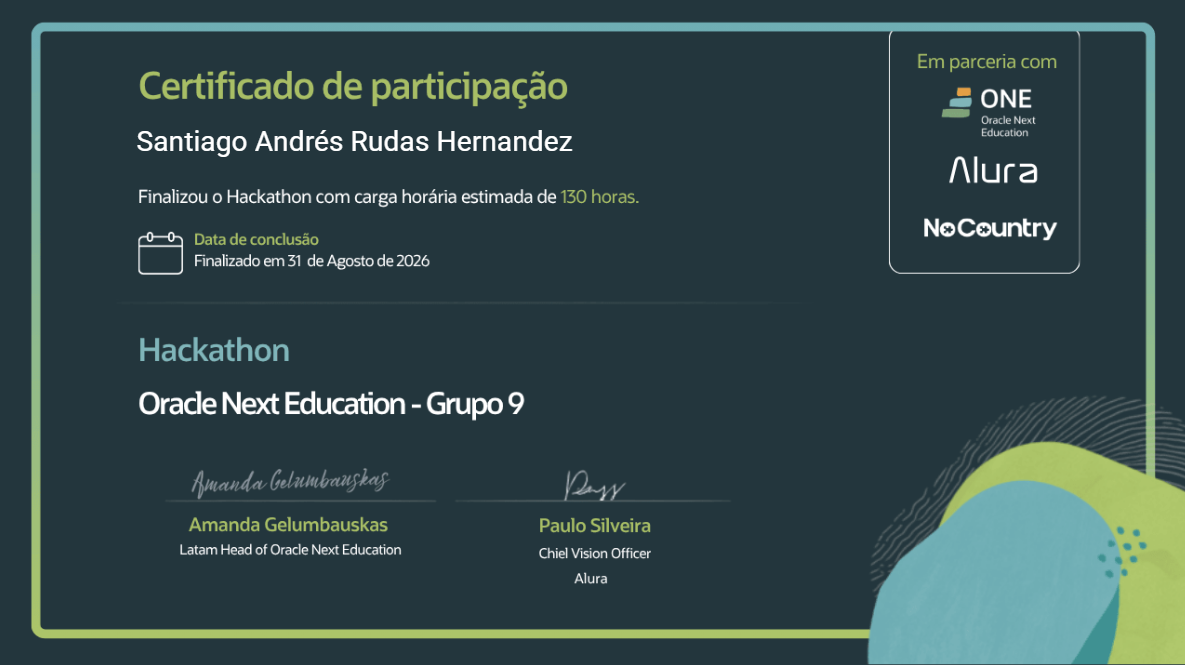 Certificado de participação
Santiago Andrés Rudas Hernandez
Finalizou o Hackathon com carga horária estimada de 130 horas.
Data de conclusão
Finalizado em 31 de Agosto de 2026
Em parceria com
ONE
Oracle Next
Education
Alura
NoCountry
Hackathon
Oracle Next Education - Grupo 9
Amanda Gelumbauskas
Amanda Gelumbauskas
Latam Head of Oracle Next Education
Paulo Silveira
Chiel Vision Officer
Alura